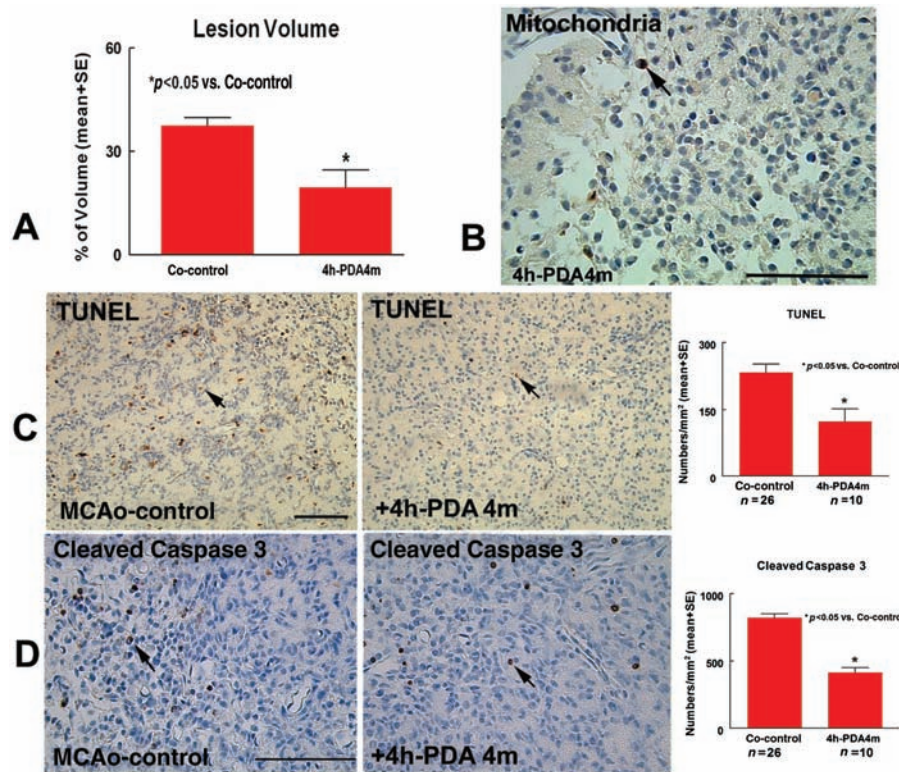 Lesion Volume
60
*p<0.05 vs. Co-control
30
0
% of Volume (mean+SE)
Co-control
4h-PDA4m
*
A
Mitochondria
4h-PDA4m
B
TUNEL
MCAo-control
+4h-PDA 4m
C
TUNEL
300
150
0
Numbers/mm² (mean+SE)
* p<0.05 vs. Co-control
*
Co-control
4h-PDA4m
n = 26
n =10
Cleaved Caspase 3
MCAo-control
Cleaved Caspase 3
+4h-PDA 4m
D
Cleaved Caspase 3
1000
500
0
Numbers/mm² (mean+SE)
* p<0.05 vs. Co-control
*
Co-control
4h-PDA4m
n =26
n =10